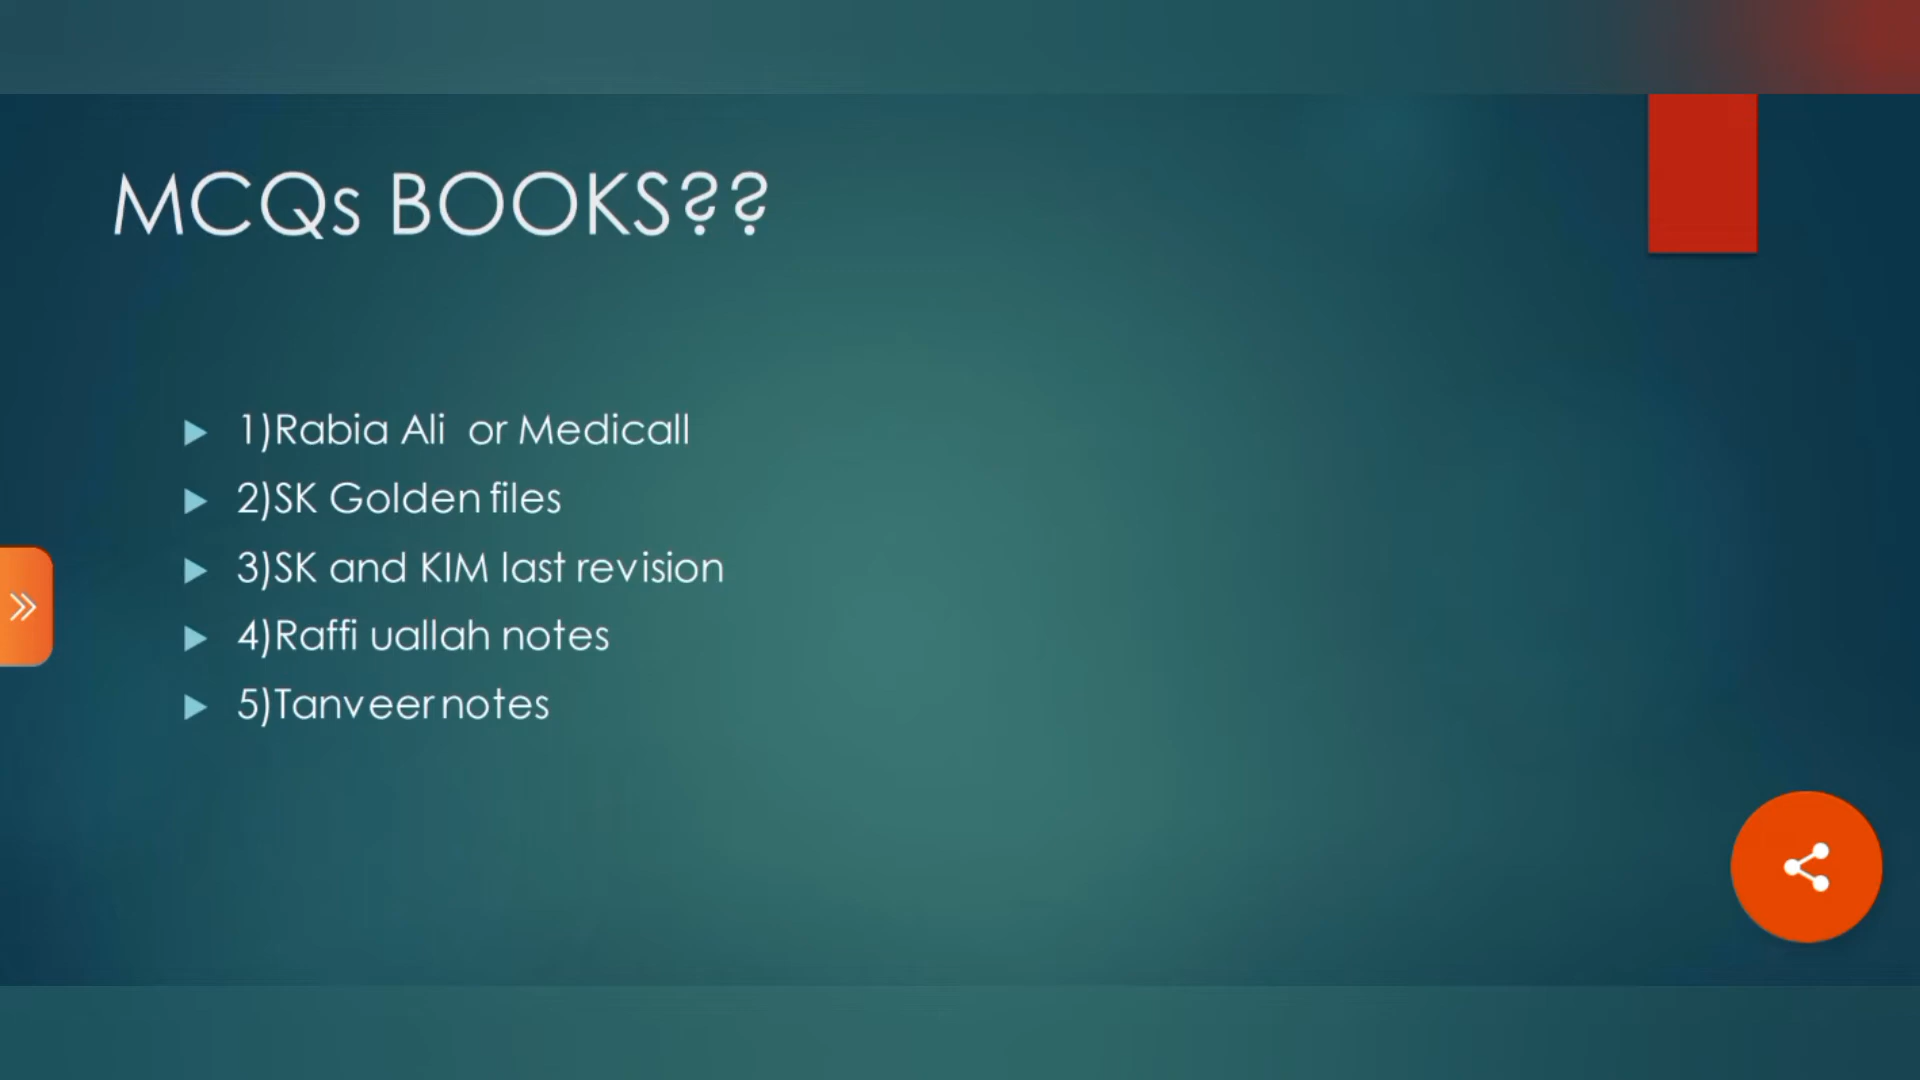 MCQs BOOKS??
1)Rabia Ali or Medicall
2)SK Golden files
3)SK and KIM last revision
4)Raffi uallah notes
5)Tanveer notes